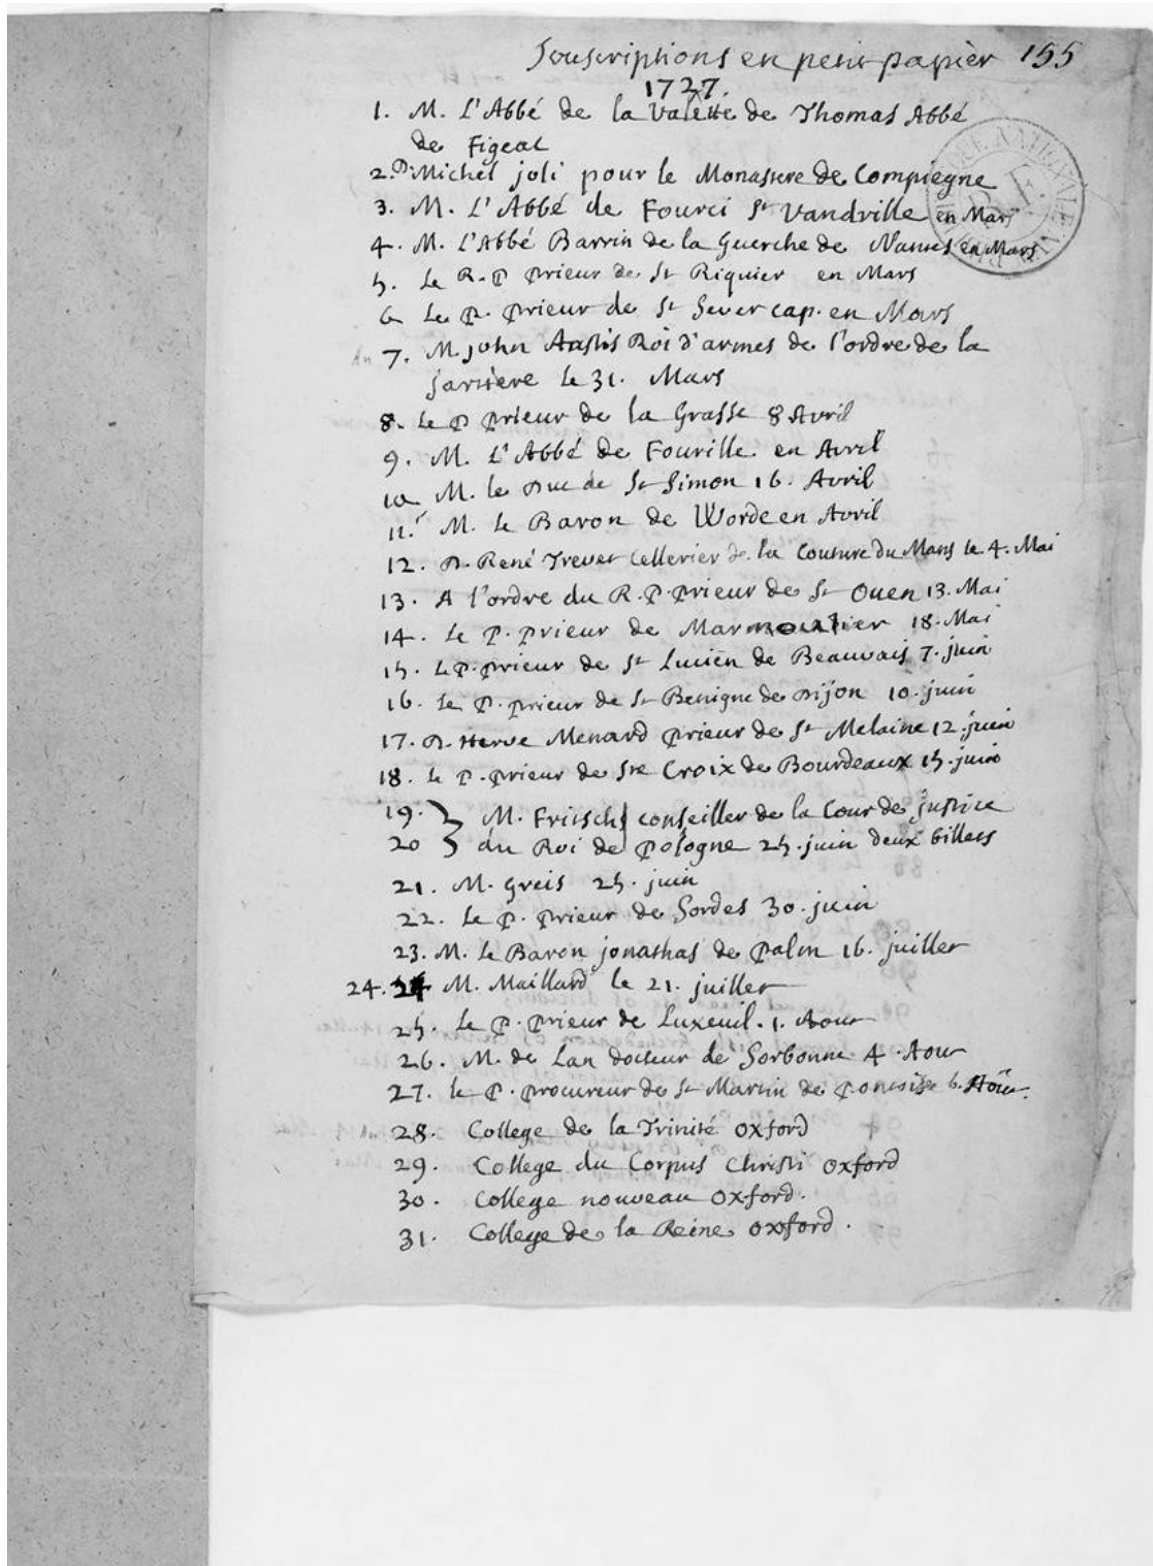 Souscriptions en petit papier 155
1727.
1. M. L'Abbé de la Valette de Thomas Abbé
de Figeac
2. D. Michel joli pour le Monastere de Compiegne
3. M. L'Abbé de Fourci St Vandrille en Mars
4. M. L'Abbé Barrin de la Guerche de Nantes en Mars
5. Le R. P prieur de St Riquier en Mars
6 Le P. prieur de St Sever cap. en Mars
7. M. john Anstis Roi d'armes de l'ordre de la
jartiere le 31. Mars
8. Le P prieur de la Grasse 8 Avril
9. M. L'Abbé de Fourille en Avril
10 M. le Duc de St Simon 16. Avril
11. M. Le Baron de Worde en Avril
12. D. René Trevet Cellerier de la Couture du Mans le 4. Mai
13. A l'ordre du R. P. prieur de St Ouen 13. Mai
14. Le P. prieur de Marmoutier 18. Mai
15. Le P. prieur de St Lucien de Beauvais 7. juin
16. Le P. prieur de St Benigne de Dijon 10. juin
17. D. Herve Menard prieur de St Melaine 12. juin
18. Le P. prieur de Ste Croix de Bourdeaux 15. juin
19. } M. Fritsch conseiller de la Cour de justice
20 } du Roi de Pologne 25. juin deux billets
21. M. Greis 25. juin
22. Le P. prieur de Sordes 30. juin
23. M. Le Baron jonathas de Palm 16. juillet
24. M. Maillard le 21. juillet
25. Le P. prieur de Luxeuil. 1. Aout
26. M. de Lan docteur de Sorbonne 4. Aout
27. le P. procureur de St Martin de Pontoise 6. Aoüt.
28. College de la Trinité oxford
29. College du Corpus Christi oxford
30. College nouveau oxford.
31. College de la Reine oxford.